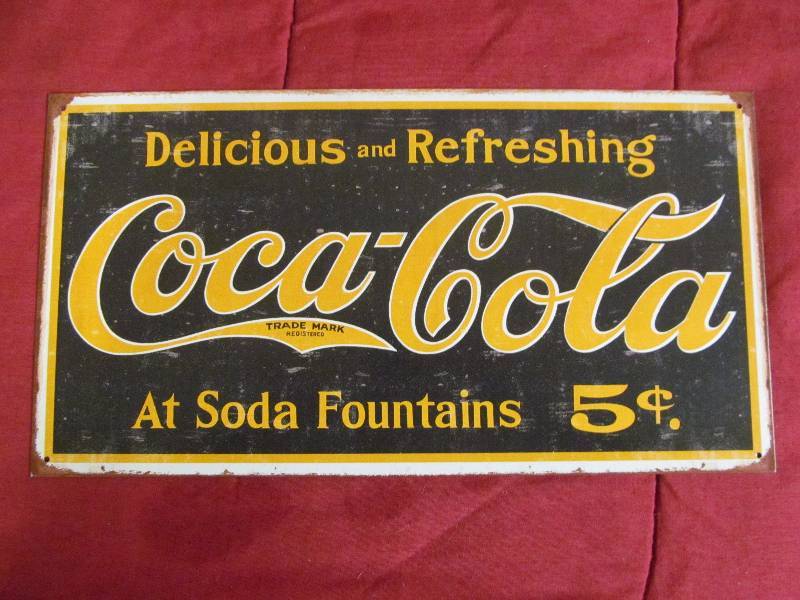 Delicious and Refreshing
Coca-Cola
TRADE MARK
REGISTERED
At Soda Fountains 5¢.